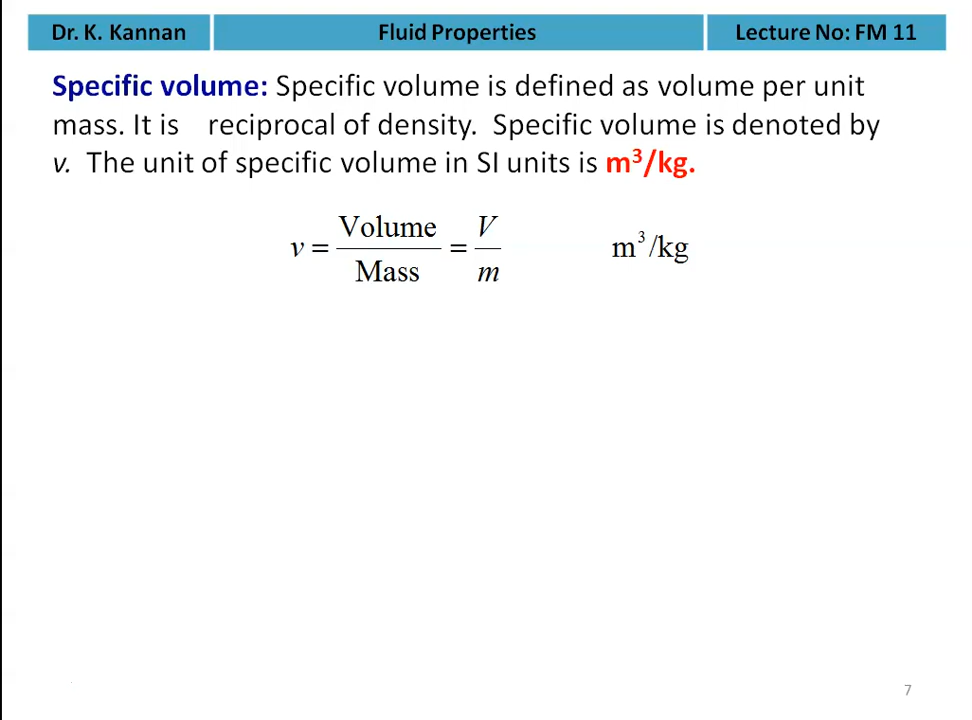 Dr. K. Kannan Fluid Properties Lecture No: FM 11
Specific volume: Specific volume is defined as volume per unit
mass. It is reciprocal of density. Specific volume is denoted by
v. The unit of specific volume in SI units is m³/kg.
v = Volume / Mass = V / m m³/kg
7